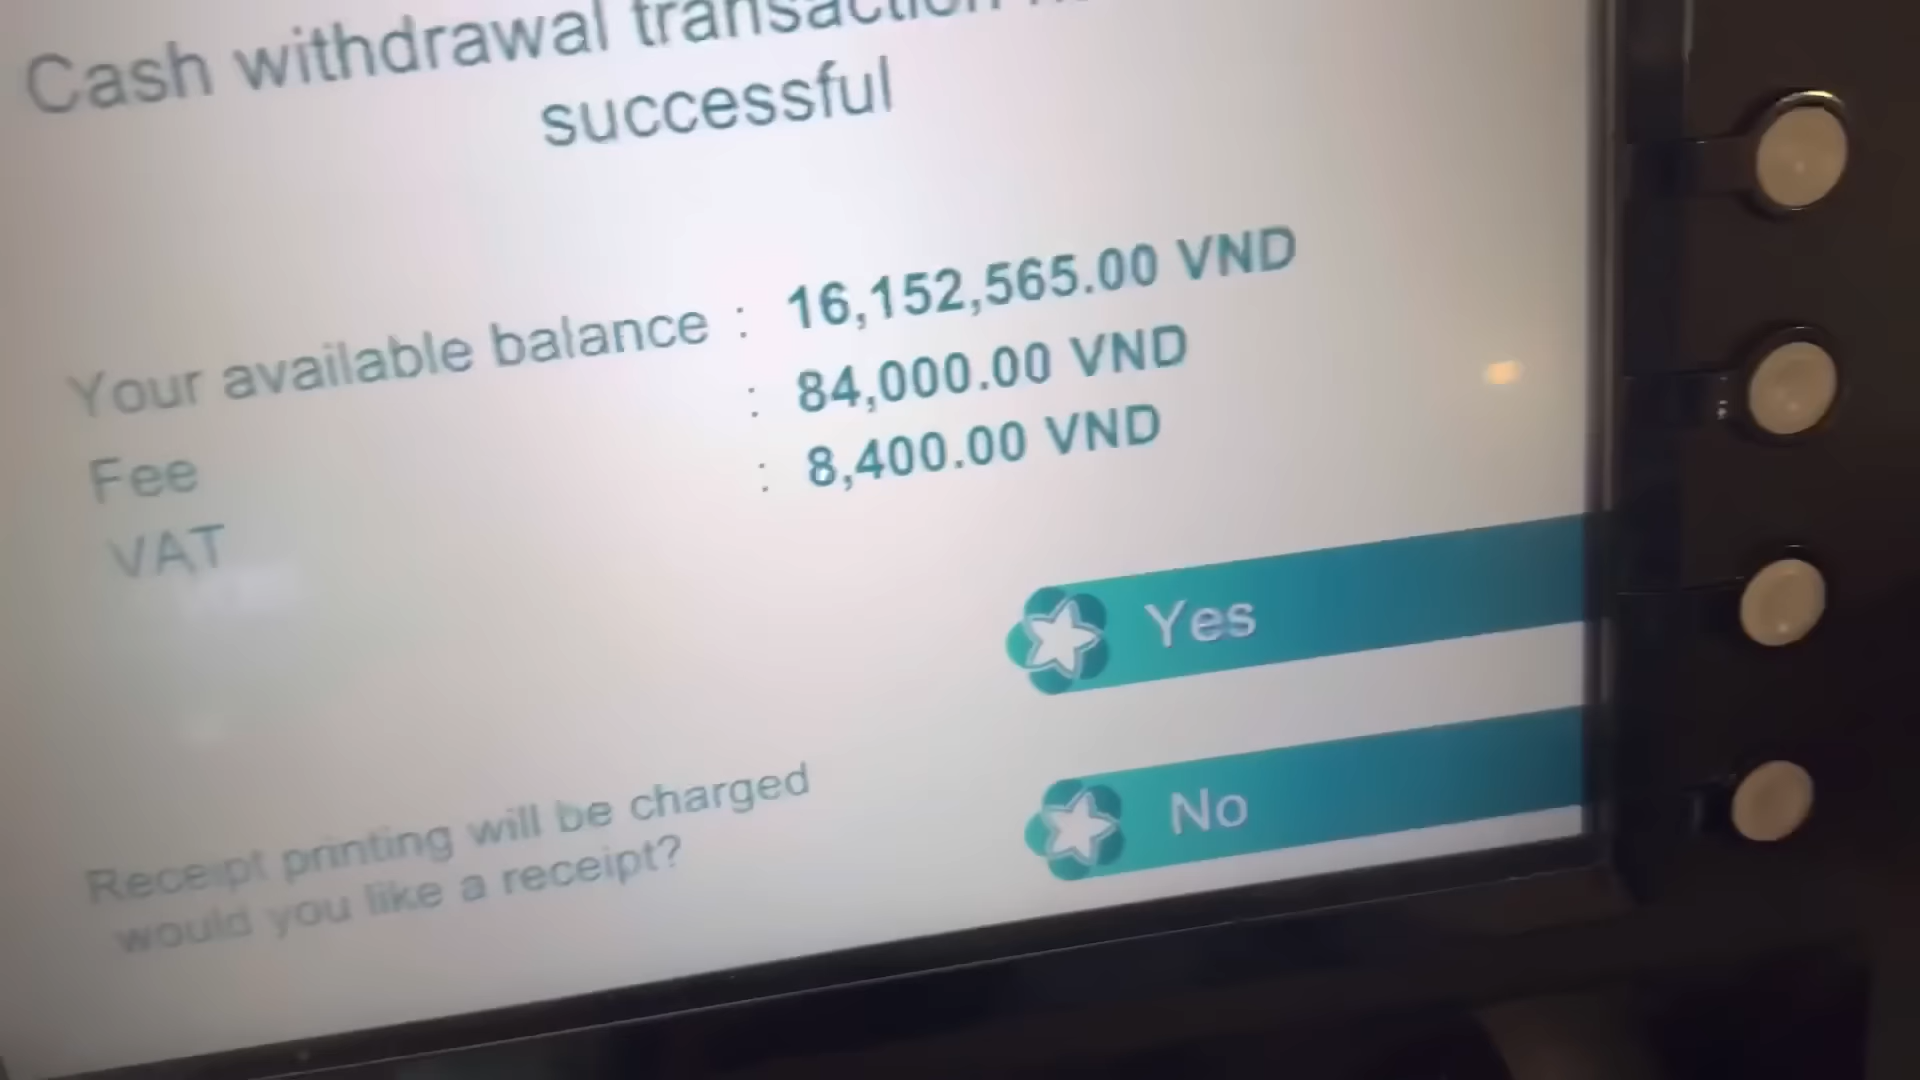 Cash withdrawal transaction
successful
Your available balance : 16,152,565.00 VND
Fee : 84,000.00 VND
VAT : 8,400.00 VND
Yes
Receipt printing will be charged
would you like a receipt?
No